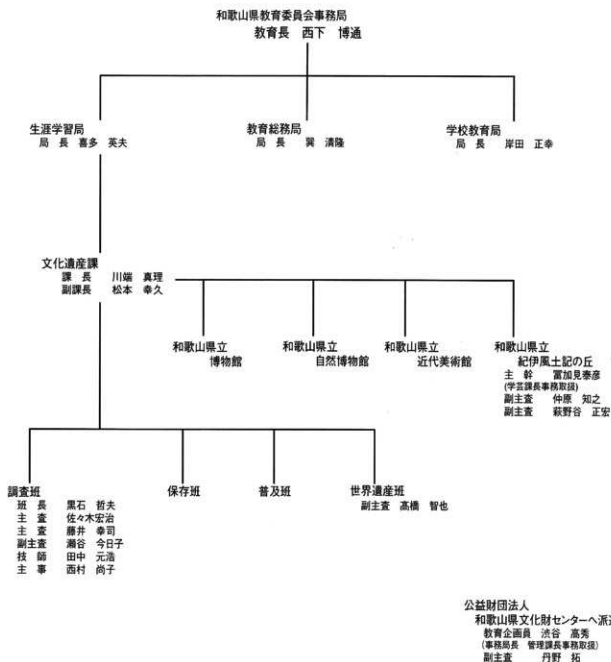 和歌山県教育委員会事務局
教育長 西下 博通
生涯学習局
局 長 喜多 英夫
教育総務局
局 長 巽 清隆
学校教育局
局 長 岸田 正幸
文化遺産課
課 長 川端 真理
副課長 松本 幸久
和歌山県立
博物館
和歌山県立
自然博物館
和歌山県立
近代美術館
和歌山県立
紀伊風土記の丘
主 幹 冨加見泰彦
(学芸課長事務取扱)
副主査 仲原 知之
副主査 萩野谷 正宏
調査班
班 長 黒石 哲夫
主 査 佐々木宏治
主 査 藤井 幸司
副主査 瀬谷 今日子
技 師 田中 元浩
主 事 西村 尚子
保存班
普及班
世界遺産班
副主査 高橋 智也
公益財団法人
和歌山県文化財センターへ派
教育企画員 渋谷 高秀
(事務局長 管理課長事務取扱)
副主査 丹野 拓